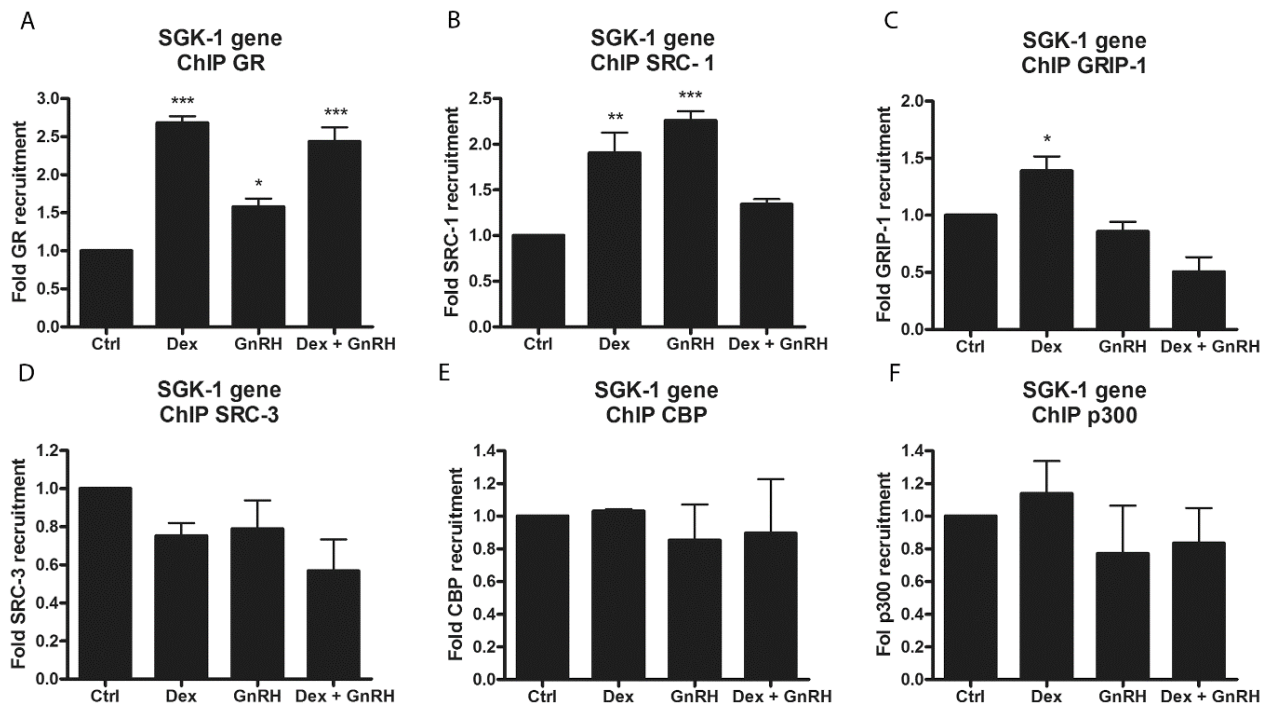 A
SGK-1 gene
ChIP GR
Fold GR recruitment
3.0
2.5
2.0
1.5
1.0
0.5
0.0
***
*
***
Ctrl Dex GnRH Dex + GnRH
B
SGK-1 gene
ChIP SRC- 1
Fold SRC-1 recruitment
2.5
2.0
1.5
1.0
0.5
0.0
**
***
Ctrl Dex GnRH Dex + GnRH
C
SGK-1 gene
ChIP GRIP-1
Fold GRIP-1 recruitment
2.0
1.5
1.0
0.5
0.0
*
Ctrl Dex GnRH Dex + GnRH
D
SGK-1 gene
ChIP SRC-3
Fold SRC-3 recruitment
1.2
1.0
0.8
0.6
0.4
0.2
0.0
Ctrl Dex GnRH Dex + GnRH
E
SGK-1 gene
ChIP CBP
Fold CBP recruitment
1.4
1.2
1.0
0.8
0.6
0.4
0.2
0.0
Ctrl Dex GnRH Dex + GnRH
F
SGK-1 gene
ChIP p300
Fol p300 recruitment
1.4
1.2
1.0
0.8
0.6
0.4
0.2
0.0
Ctrl Dex GnRH Dex + GnRH